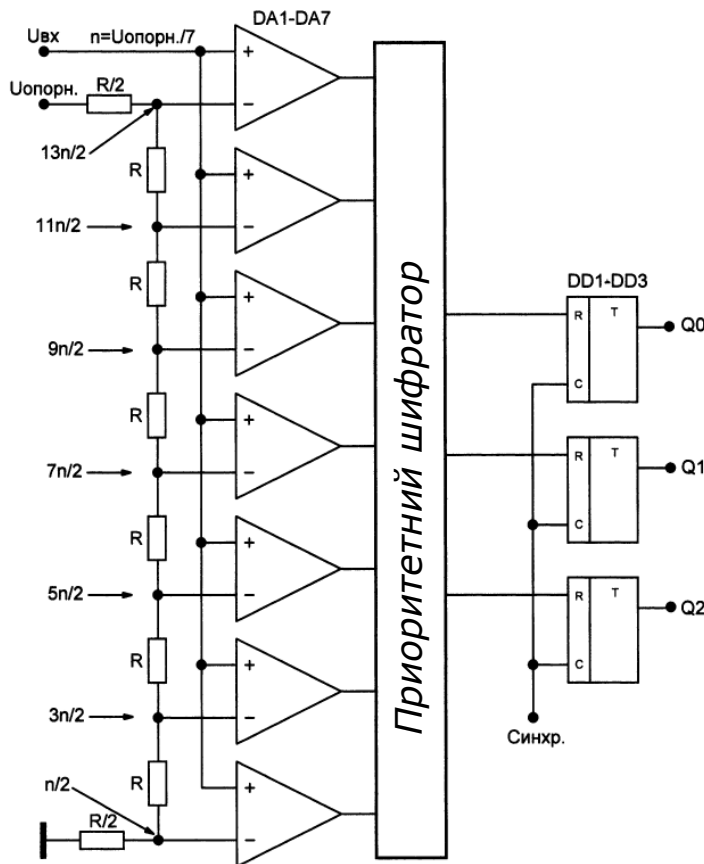 DA1-DA7
Uвх n=Uопорн./7
Uопорн. R/2
+
−
13n/2
R
+
11n/2
−
R
+
9n/2
−
R
+
7n/2
−
R
+
5n/2
−
R
+
3n/2
−
R
n/2
+
R/2
−
Приоритетний шифратор
DD1-DD3
R T
Q0
C
R T
Q1
C
R T
Q2
C
Синхр.